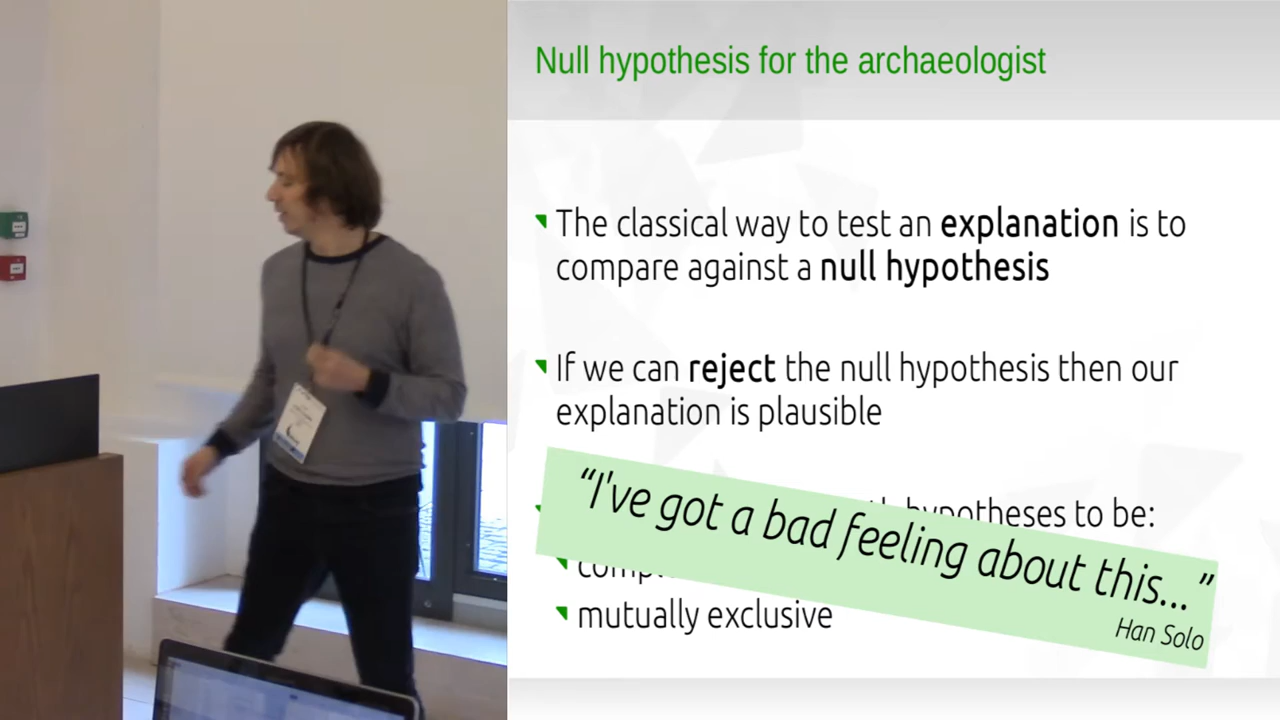 Null hypothesis for the archaeologist
The classical way to test an explanation is to
compare against a null hypothesis
If we can reject the null hypothesis then our
explanation is plausible
hypotheses to be:
mutually exclusive
“I've got a bad feeling about this...”
Han Solo